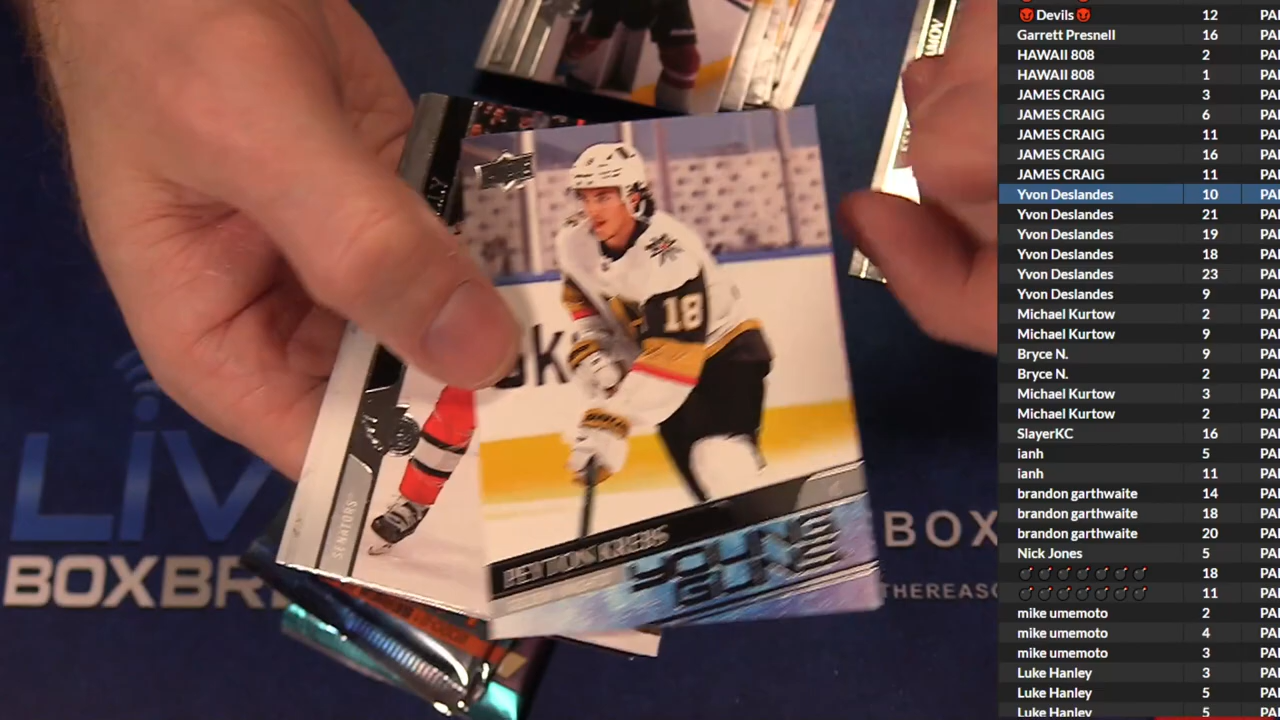 Devils 12 PA
Garrett Presnell 16 PA
HAWAII 808 2 PA
HAWAII 808 1 PA
JAMES CRAIG 3 PA
JAMES CRAIG 6 PA
JAMES CRAIG 11 PA
JAMES CRAIG 16 PA
JAMES CRAIG 11 PA
Yvon Deslandes 10 PA
Yvon Deslandes 21 PA
Yvon Deslandes 19 PA
Yvon Deslandes 18 PA
Yvon Deslandes 23 PA
Yvon Deslandes 9 PA
Michael Kurtow 2 PA
Michael Kurtow 9 PA
Bryce N. 9 PA
Bryce N. 2 PA
Michael Kurtow 3 PA
Michael Kurtow 2 PA
SlayerKC 16 PA
ianh 5 PA
ianh 11 PA
brandon garthwaite 14 PA
brandon garthwaite 18 PA
brandon garthwaite 20 PA
Nick Jones 5 PA
18 PA
11 PA
mike umemoto 2 PA
mike umemoto 4 PA
mike umemoto 3 PA
Luke Hanley 3 PA
Luke Hanley 5 PA
Luke Hanley 5 PA
18
PEYTON KREBS
YOUNG
GUNS
SENATORS
LIV
BOXBR
BOX
THEREASO